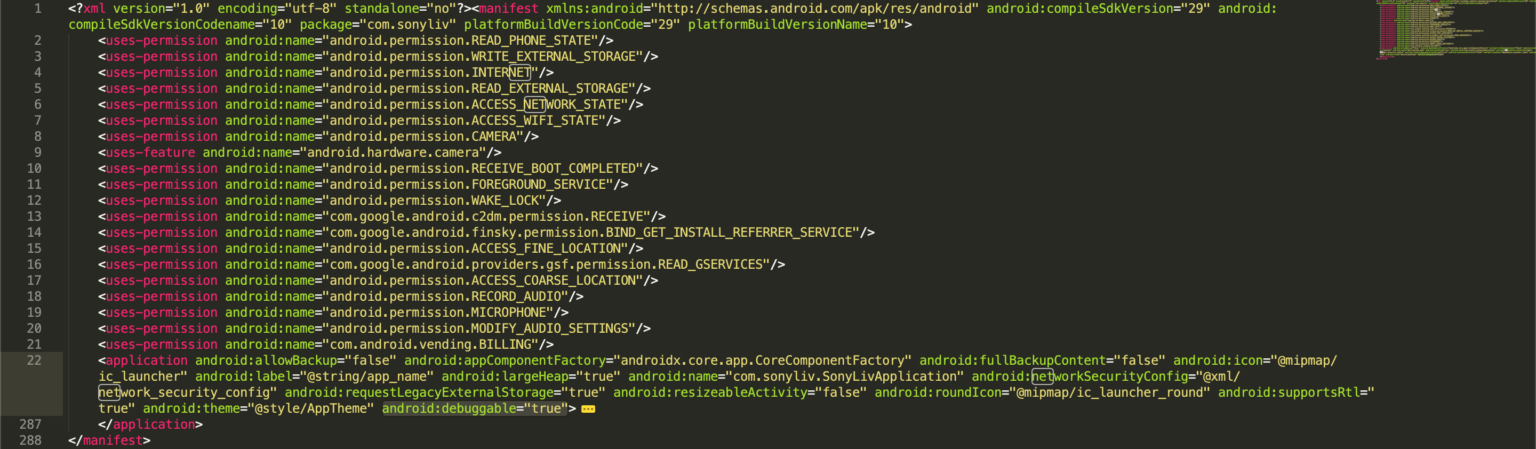 1 <?xml version="1.0" encoding="utf-8" standalone="no"?><manifest xmlns:android="http://schemas.android.com/apk/res/android" android:compileSdkVersion="29" android:
compileSdkVersionCodename="10" package="com.sonyliv" platformBuildVersionCode="29" platformBuildVersionName="10">
2 <uses-permission android:name="android.permission.READ_PHONE_STATE"/>
3 <uses-permission android:name="android.permission.WRITE_EXTERNAL_STORAGE"/>
4 <uses-permission android:name="android.permission.INTERNET"/>
5 <uses-permission android:name="android.permission.READ_EXTERNAL_STORAGE"/>
6 <uses-permission android:name="android.permission.ACCESS_NETWORK_STATE"/>
7 <uses-permission android:name="android.permission.ACCESS_WIFI_STATE"/>
8 <uses-permission android:name="android.permission.CAMERA"/>
9 <uses-feature android:name="android.hardware.camera"/>
10 <uses-permission android:name="android.permission.RECEIVE_BOOT_COMPLETED"/>
11 <uses-permission android:name="android.permission.FOREGROUND_SERVICE"/>
12 <uses-permission android:name="android.permission.WAKE_LOCK"/>
13 <uses-permission android:name="com.google.android.c2dm.permission.RECEIVE"/>
14 <uses-permission android:name="com.google.android.finsky.permission.BIND_GET_INSTALL_REFERRER_SERVICE"/>
15 <uses-permission android:name="android.permission.ACCESS_FINE_LOCATION"/>
16 <uses-permission android:name="com.google.android.providers.gsf.permission.READ_GSERVICES"/>
17 <uses-permission android:name="android.permission.ACCESS_COARSE_LOCATION"/>
18 <uses-permission android:name="android.permission.RECORD_AUDIO"/>
19 <uses-permission android:name="android.permission.MICROPHONE"/>
20 <uses-permission android:name="android.permission.MODIFY_AUDIO_SETTINGS"/>
21 <uses-permission android:name="com.android.vending.BILLING"/>
22 <application android:allowBackup="false" android:appComponentFactory="androidx.core.app.CoreComponentFactory" android:fullBackupContent="false" android:icon="@mipmap/
ic_launcher" android:label="@string/app_name" android:largeHeap="true" android:name="com.sonyliv.SonyLivApplication" android:networkSecurityConfig="@xml/
network_security_config" android:requestLegacyExternalStorage="true" android:resizeableActivity="false" android:roundIcon="@mipmap/ic_launcher_round" android:supportsRtl="
true" android:theme="@style/AppTheme" android:debuggable="true">
287 </application>
288 </manifest>